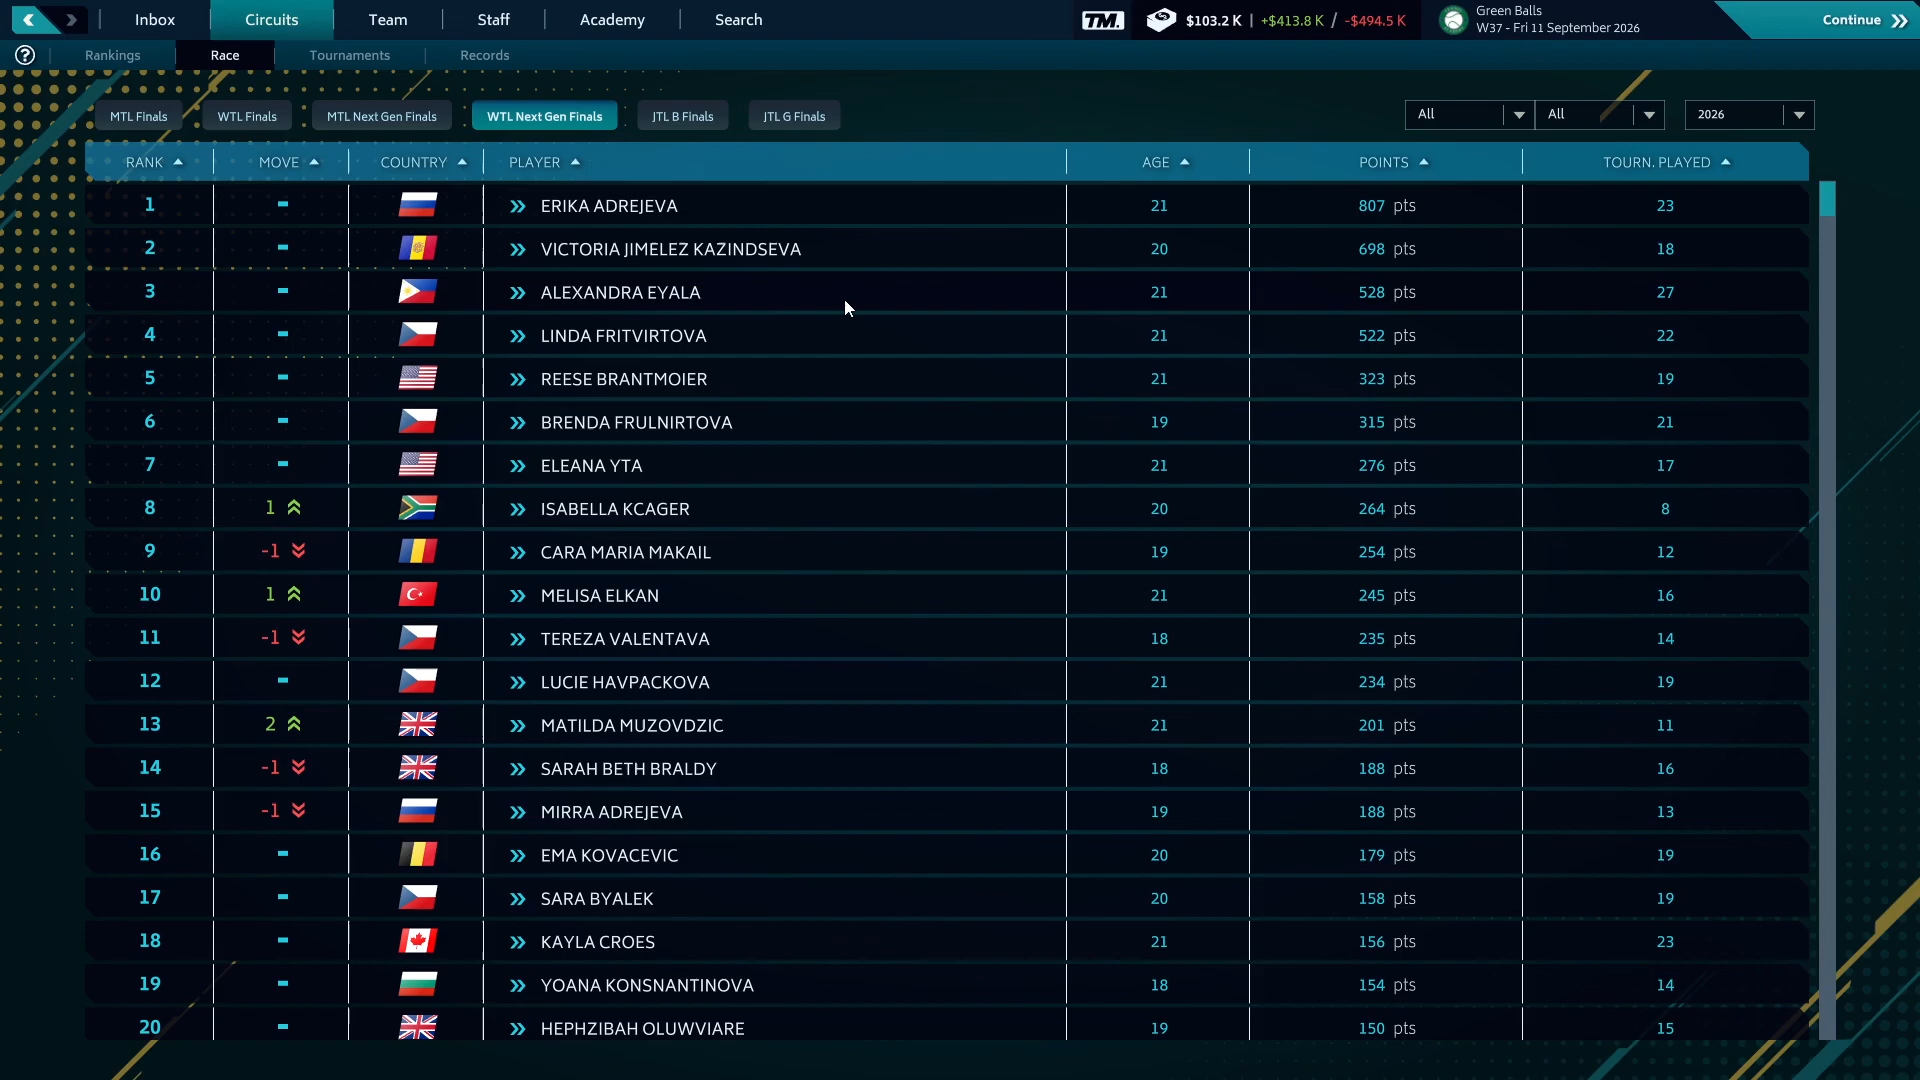 Inbox Circuits Team Staff Academy Search TM. $103.2 K | +$413.8 K / -$494.5 K Green Balls Continue
W37 - Fri 11 September 2026
? Rankings Race Tournaments Records
MTL Finals WTL Finals MTL Next Gen Finals WTL Next Gen Finals JTL B Finals JTL G Finals All All 2026
RANK MOVE COUNTRY PLAYER AGE POINTS TOURN. PLAYED
1 - ERIKA ADREJEVA 21 807 pts 23
2 - VICTORIA JIMELEZ KAZINDSEVA 20 698 pts 18
3 - ALEXANDRA EYALA 21 528 pts 27
4 - LINDA FRITVIRTOVA 21 522 pts 22
5 - REESE BRANTMOIER 21 323 pts 19
6 - BRENDA FRULNIRTOVA 19 315 pts 21
7 - ELEANA YTA 21 276 pts 17
8 1 ISABELLA KCAGER 20 264 pts 8
9 -1 CARA MARIA MAKAIL 19 254 pts 12
10 1 MELISA ELKAN 21 245 pts 16
11 -1 TEREZA VALENTAVA 18 235 pts 14
12 - LUCIE HAVPACKOVA 21 234 pts 19
13 2 MATILDA MUZOVDZIC 21 201 pts 11
14 -1 SARAH BETH BRALDY 18 188 pts 16
15 -1 MIRRA ADREJEVA 19 188 pts 13
16 - EMA KOVACEVIC 20 179 pts 19
17 - SARA BYALEK 20 158 pts 19
18 - KAYLA CROES 21 156 pts 23
19 - YOANA KONSNANTINOVA 18 154 pts 14
20 - HEPHZIBAH OLUWVIARE 19 150 pts 15